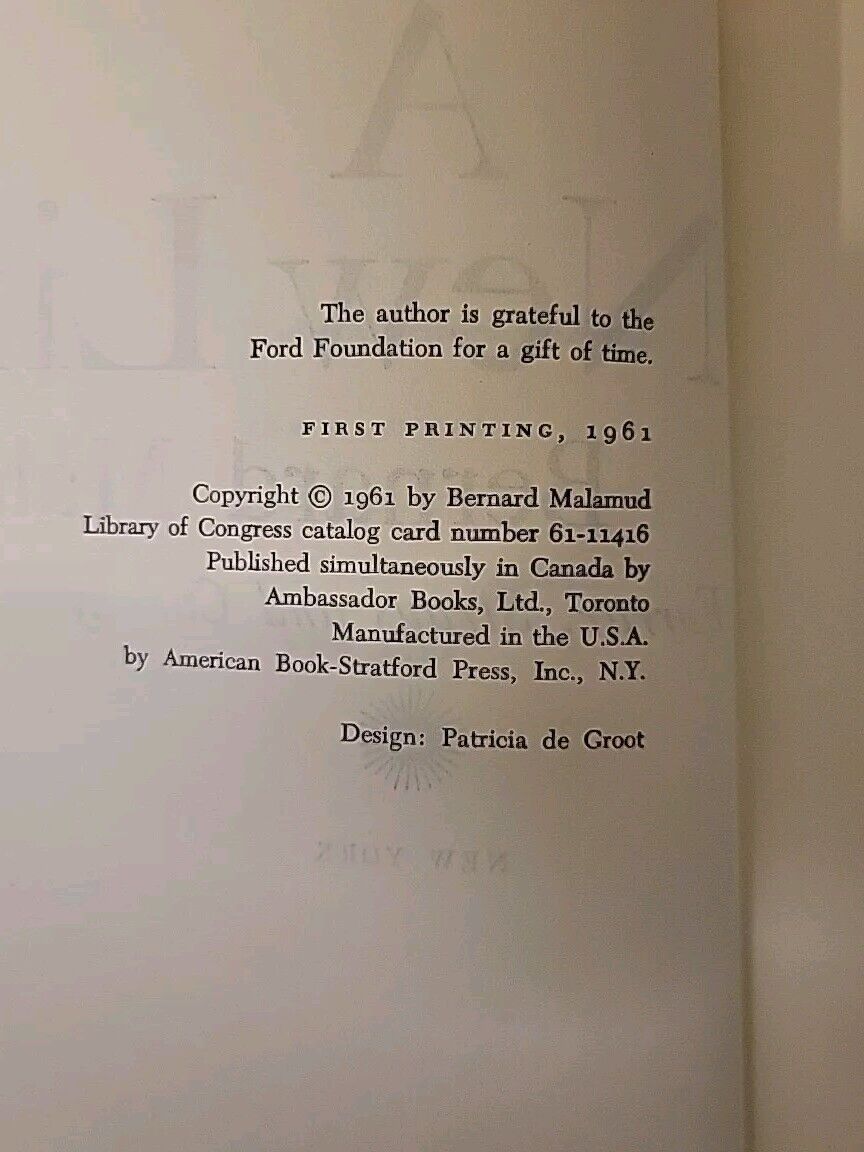 The author is grateful to the
Ford Foundation for a gift of time.
FIRST PRINTING, 1961
Copyright © 1961 by Bernard Malamud
Library of Congress catalog card number 61-11416
Published simultaneously in Canada by
Ambassador Books, Ltd., Toronto
Manufactured in the U.S.A.
by American Book-Stratford Press, Inc., N.Y.
Design: Patricia de Groot